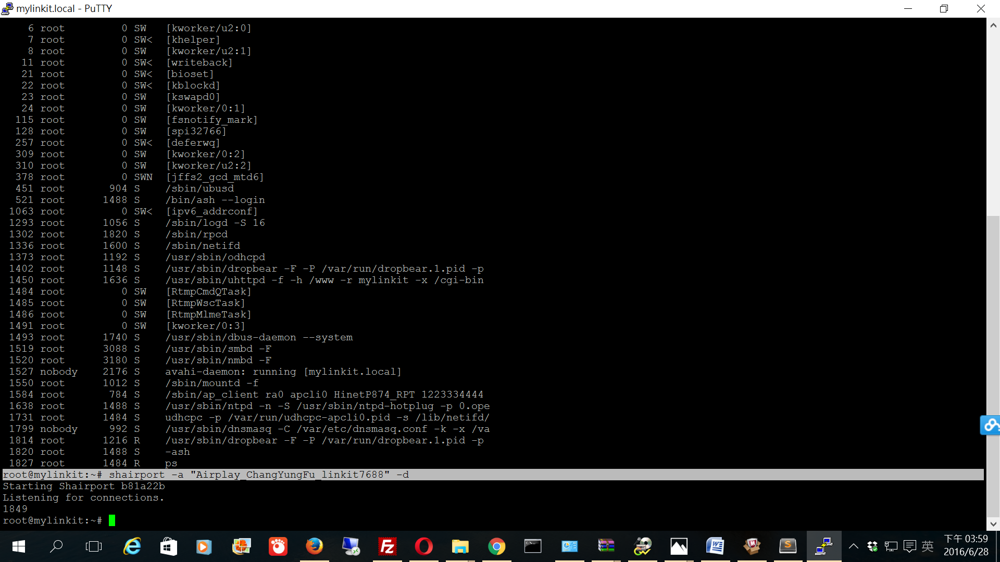 mylinkit.local - PuTTY
6 root 0 SW [kworker/u2:0]
7 root 0 SW< [khelper]
8 root 0 SW [kworker/u2:1]
11 root 0 SW< [writeback]
21 root 0 SW< [bioset]
22 root 0 SW< [kblockd]
23 root 0 SW [kswapd0]
24 root 0 SW [kworker/0:1]
115 root 0 SW [fsnotify_mark]
128 root 0 SW [spi32766]
257 root 0 SW< [deferwq]
309 root 0 SW [kworker/0:2]
310 root 0 SW [kworker/u2:2]
378 root 0 SWN [jffs2_gcd_mtd6]
451 root 904 S /sbin/ubusd
521 root 1488 S /bin/ash --login
1063 root 0 SW< [ipv6_addrconf]
1293 root 1056 S /sbin/logd -S 16
1302 root 1820 S /sbin/rpcd
1336 root 1600 S /sbin/netifd
1373 root 1192 S /usr/sbin/odhcpd
1402 root 1148 S /usr/sbin/dropbear -F -P /var/run/dropbear.1.pid -p
1450 root 1636 S /usr/sbin/uhttpd -f -h /www -r mylinkit -x /cgi-bin
1484 root 0 SW [RtmpCmdQTask]
1485 root 0 SW [RtmpWscTask]
1486 root 0 SW [RtmpMlmeTask]
1491 root 0 SW [kworker/0:3]
1493 root 1740 S /usr/sbin/dbus-daemon --system
1519 root 3088 S /usr/sbin/smbd -F
1520 root 3180 S /usr/sbin/nmbd -F
1527 nobody 2176 S avahi-daemon: running [mylinkit.local]
1550 root 1012 S /sbin/mountd -f
1584 root 784 S /sbin/ap_client ra0 apcli0 HinetP874_RPT 1223334444
1638 root 1488 S /usr/sbin/ntpd -n -S /usr/sbin/ntpd-hotplug -p 0.ope
1731 root 1484 S udhcpc -p /var/run/udhcpc-apcli0.pid -s /lib/netifd/
1799 nobody 992 S /usr/sbin/dnsmasq -C /var/etc/dnsmasq.conf -k -x /va
1814 root 1216 R /usr/sbin/dropbear -F -P /var/run/dropbear.1.pid -p
1820 root 1488 S -ash
1827 root 1484 R ps
root@mylinkit:~# shairport -a "Airplay_ChangYungFu_linkit7688" -d
Starting Shairport b81a22b
Listening for connections.
1849
root@mylinkit:~#
英
下午 03:59
2016/6/28